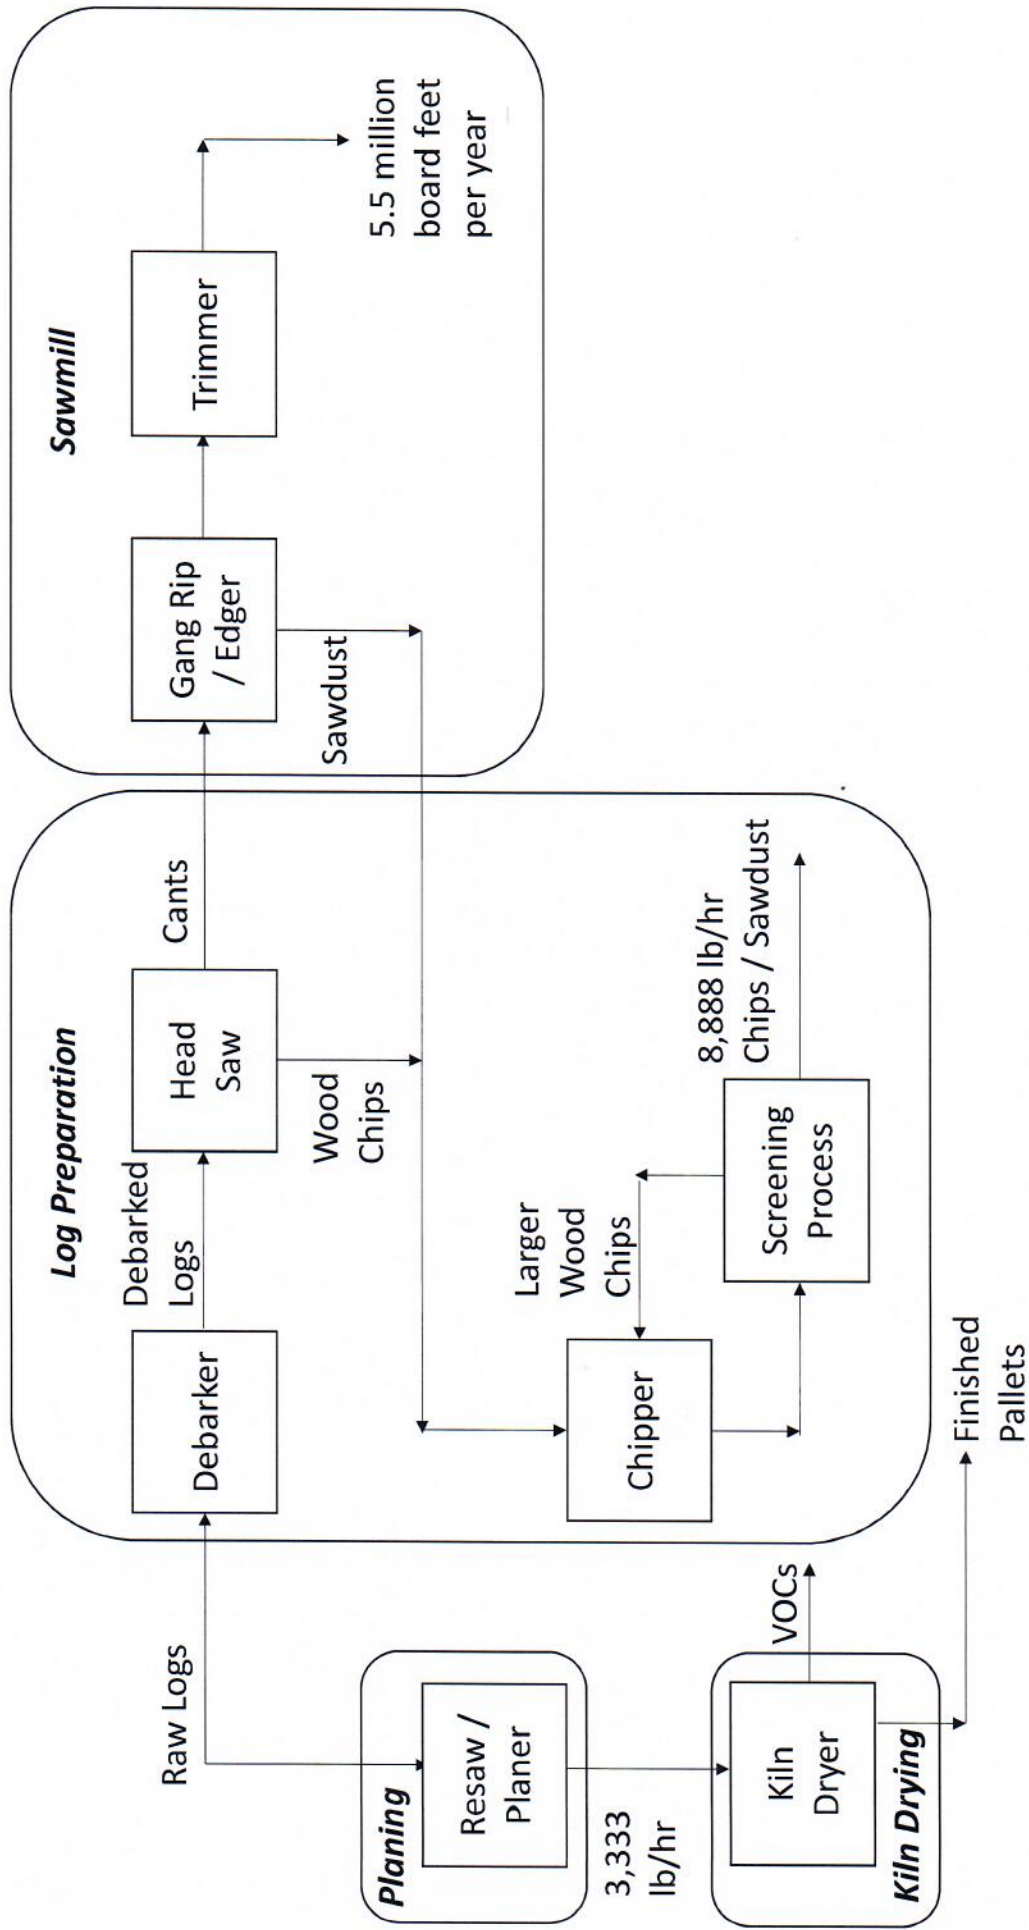 Log Preparation
Sawmill
Raw Logs
Debarker
Debarked
Logs
Head
Saw
Cants
Gang Rip
/ Edger
Trimmer
Wood
Chips
Sawdust
5.5 million
board feet
per year
Planing
Resaw /
Planer
Larger
Wood
Chips
Chipper
3,333
lb/hr
Screening
Process
8,888 lb/hr
Chips / Sawdust
Kiln
Dryer
VOCs
Kiln Drying
Finished
Pallets